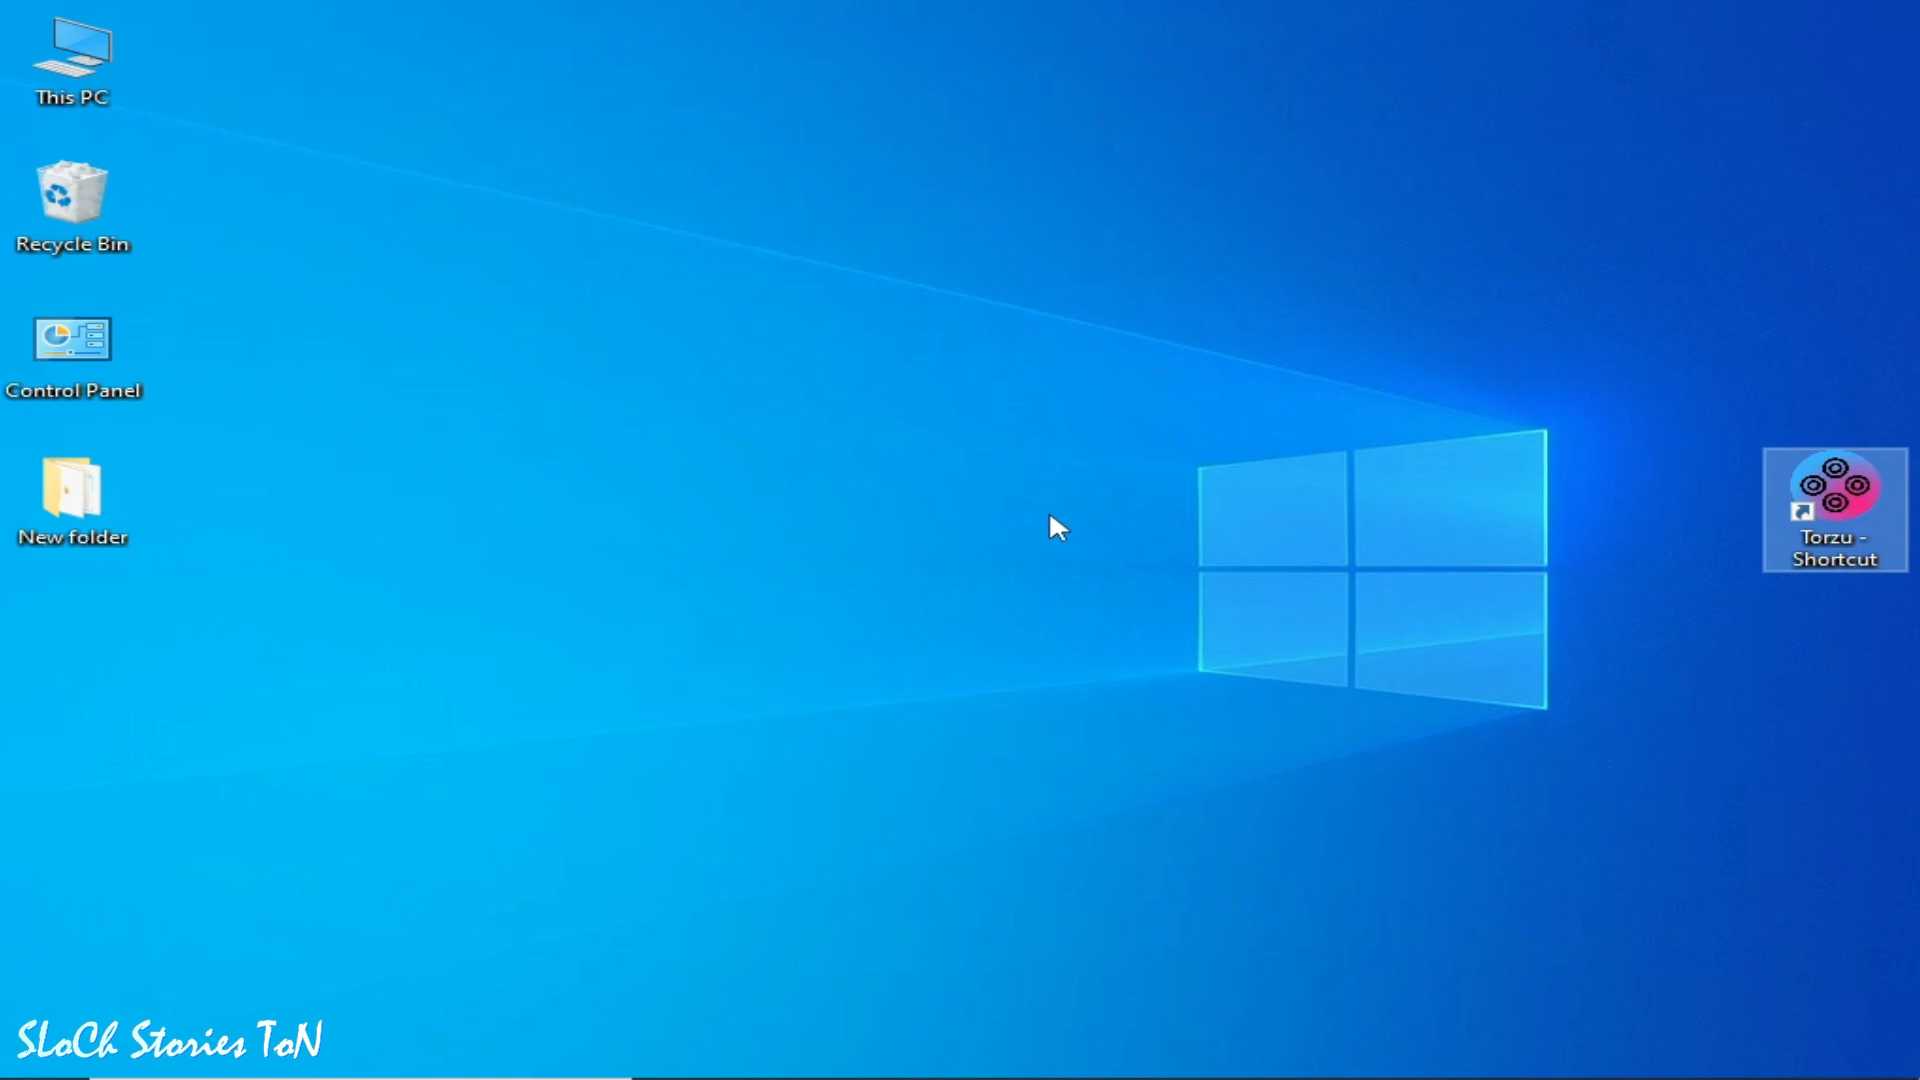 This PC
Recycle Bin
Control Panel
New folder
Torzu -
Shortcut
SLoCh Stories ToN